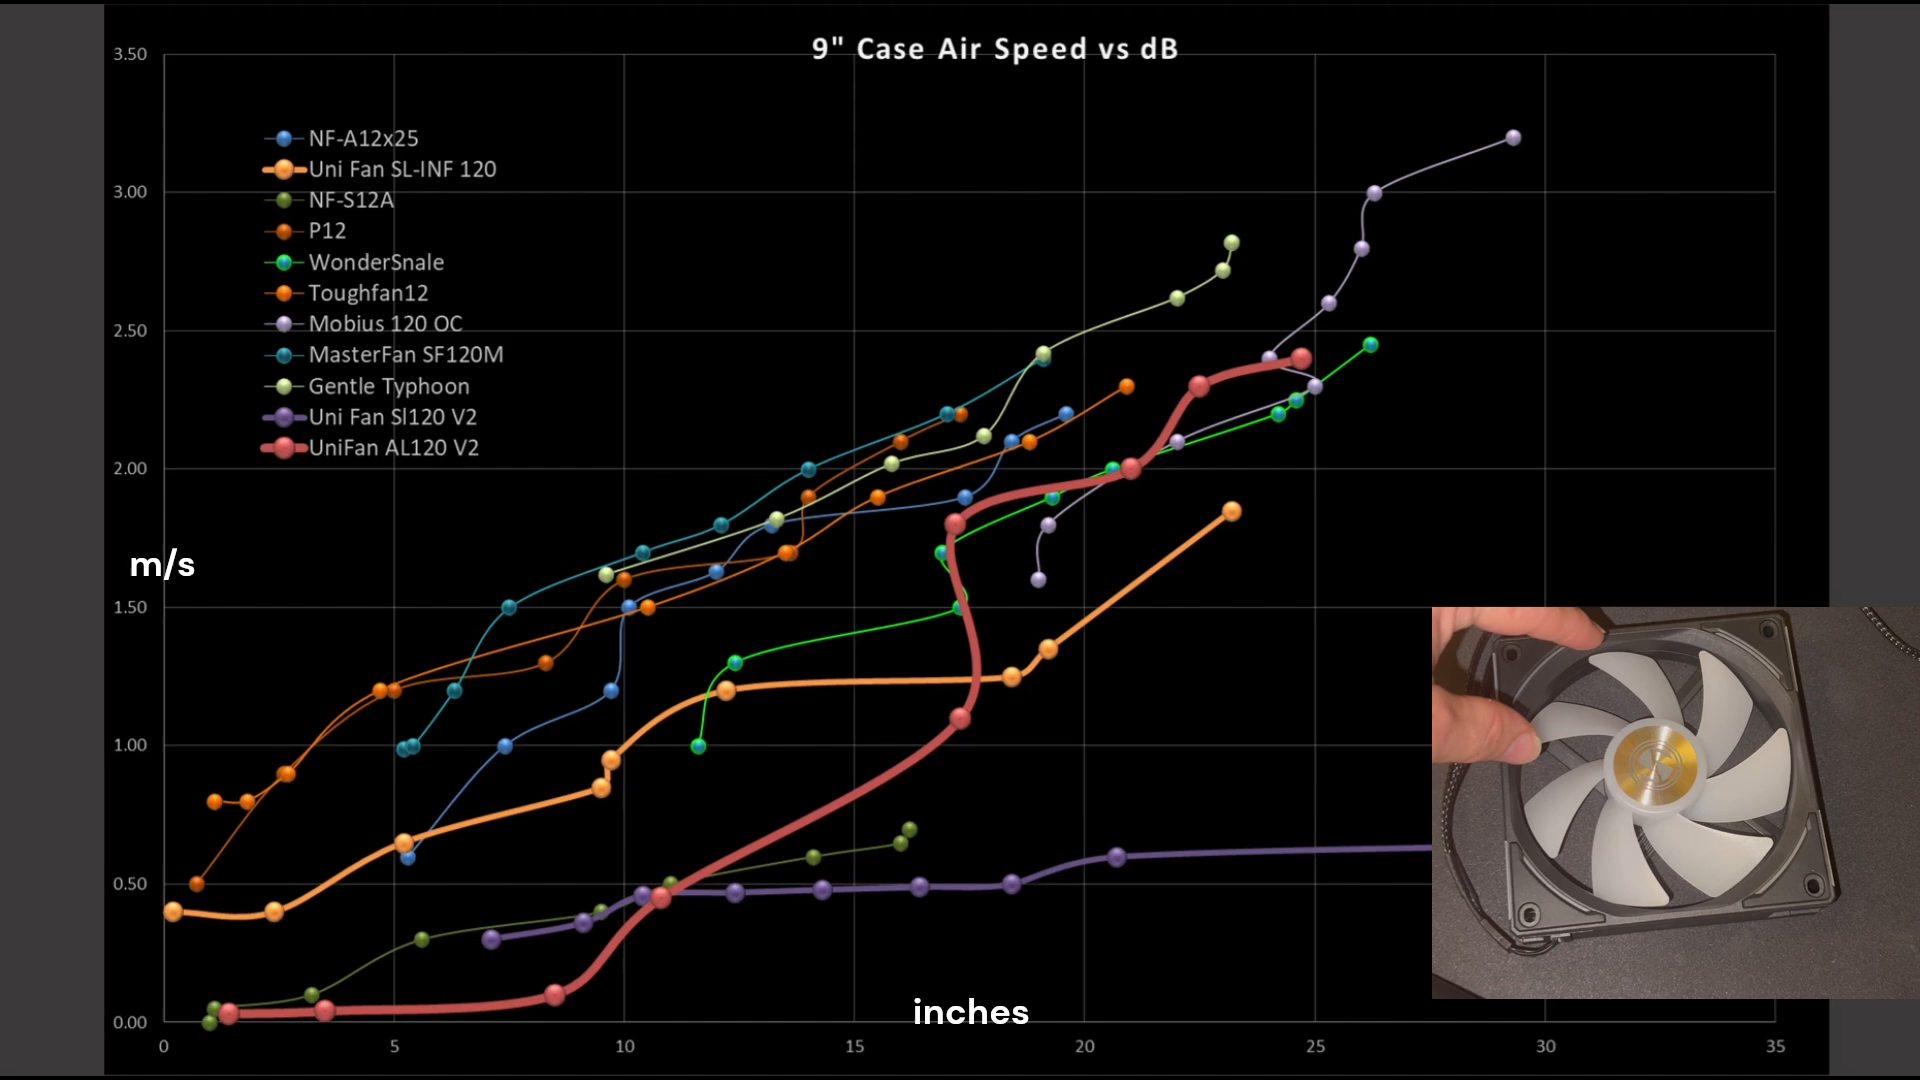 9" Case Air Speed vs dB
3.50
3.00
2.50
2.00
1.50
1.00
0.50
0.00
NF-A12x25
Uni Fan SL-INF 120
NF-S12A
P12
WonderSnale
Toughfan12
Mobius 120 OC
MasterFan SF120M
Gentle Typhoon
Uni Fan Sl120 V2
UniFan AL120 V2
m/s
inches
0 5 10 15 20 25 30 35